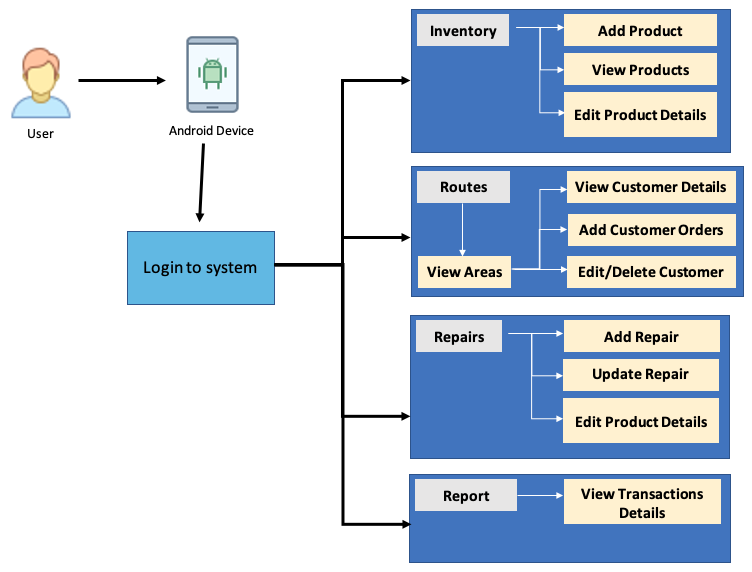 User
Android Device
Login to system
Inventory
Add Product
View Products
Edit Product Details
Routes
View Areas
View Customer Details
Add Customer Orders
Edit/Delete Customer
Repairs
Add Repair
Update Repair
Edit Product Details
Report
View Transactions
Details